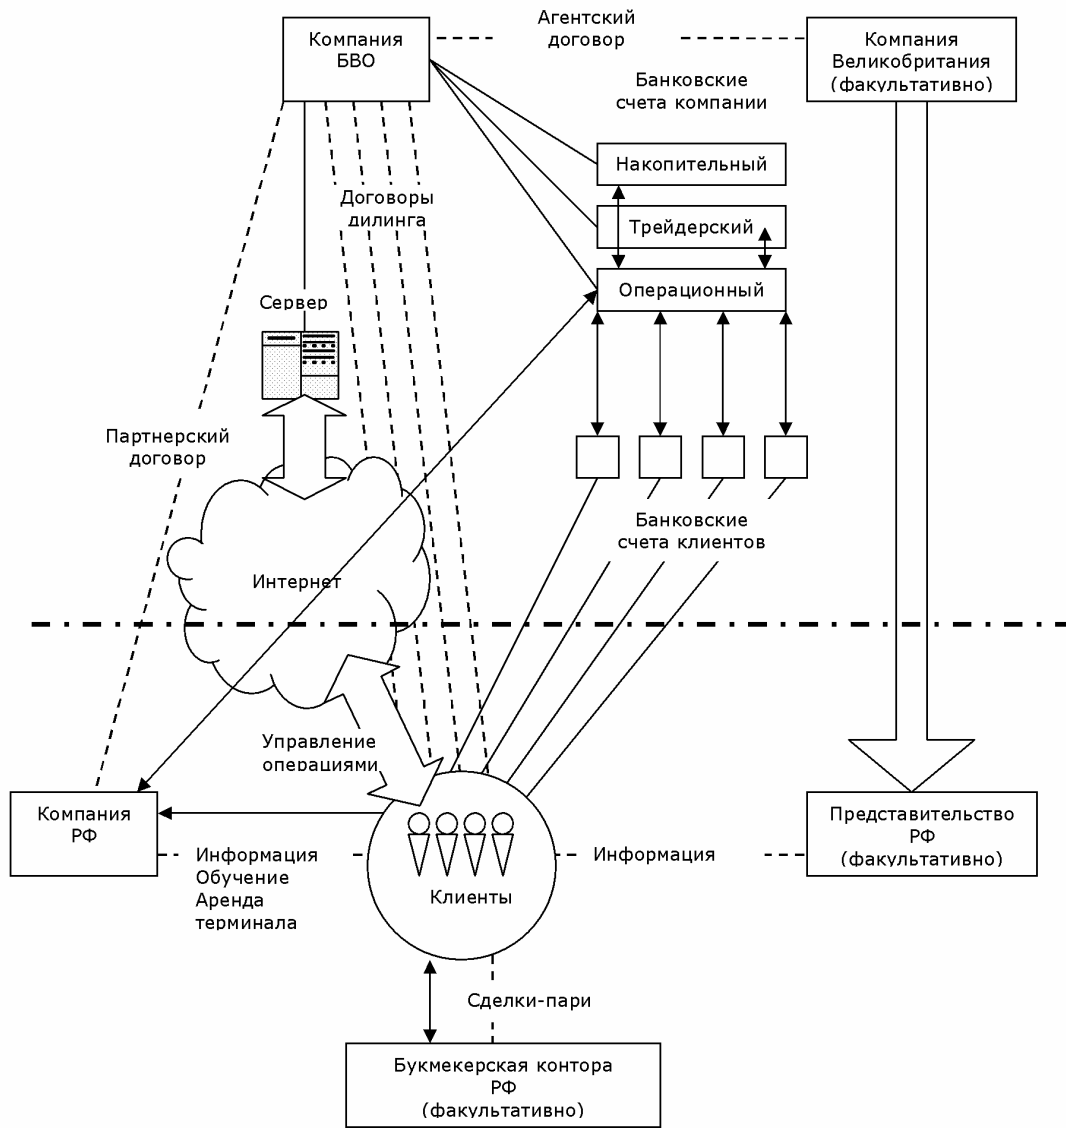 Компания
БВО
Агентский
договор
Компания
Великобритания
(факультативно)
Банковские
счета компании
Накопительный
Трейдерский
Операционный
Договоры
дилинга
Сервер
Партнерский
договор
Банковские
счета клиентов
Интернет
Управление
операциями
Компания
РФ
Информация
Обучение
Аренда
терминала
Клиенты
Информация
Представительство
РФ
(факультативно)
Сделки-пари
Букмекерская контора
РФ
(факультативно)